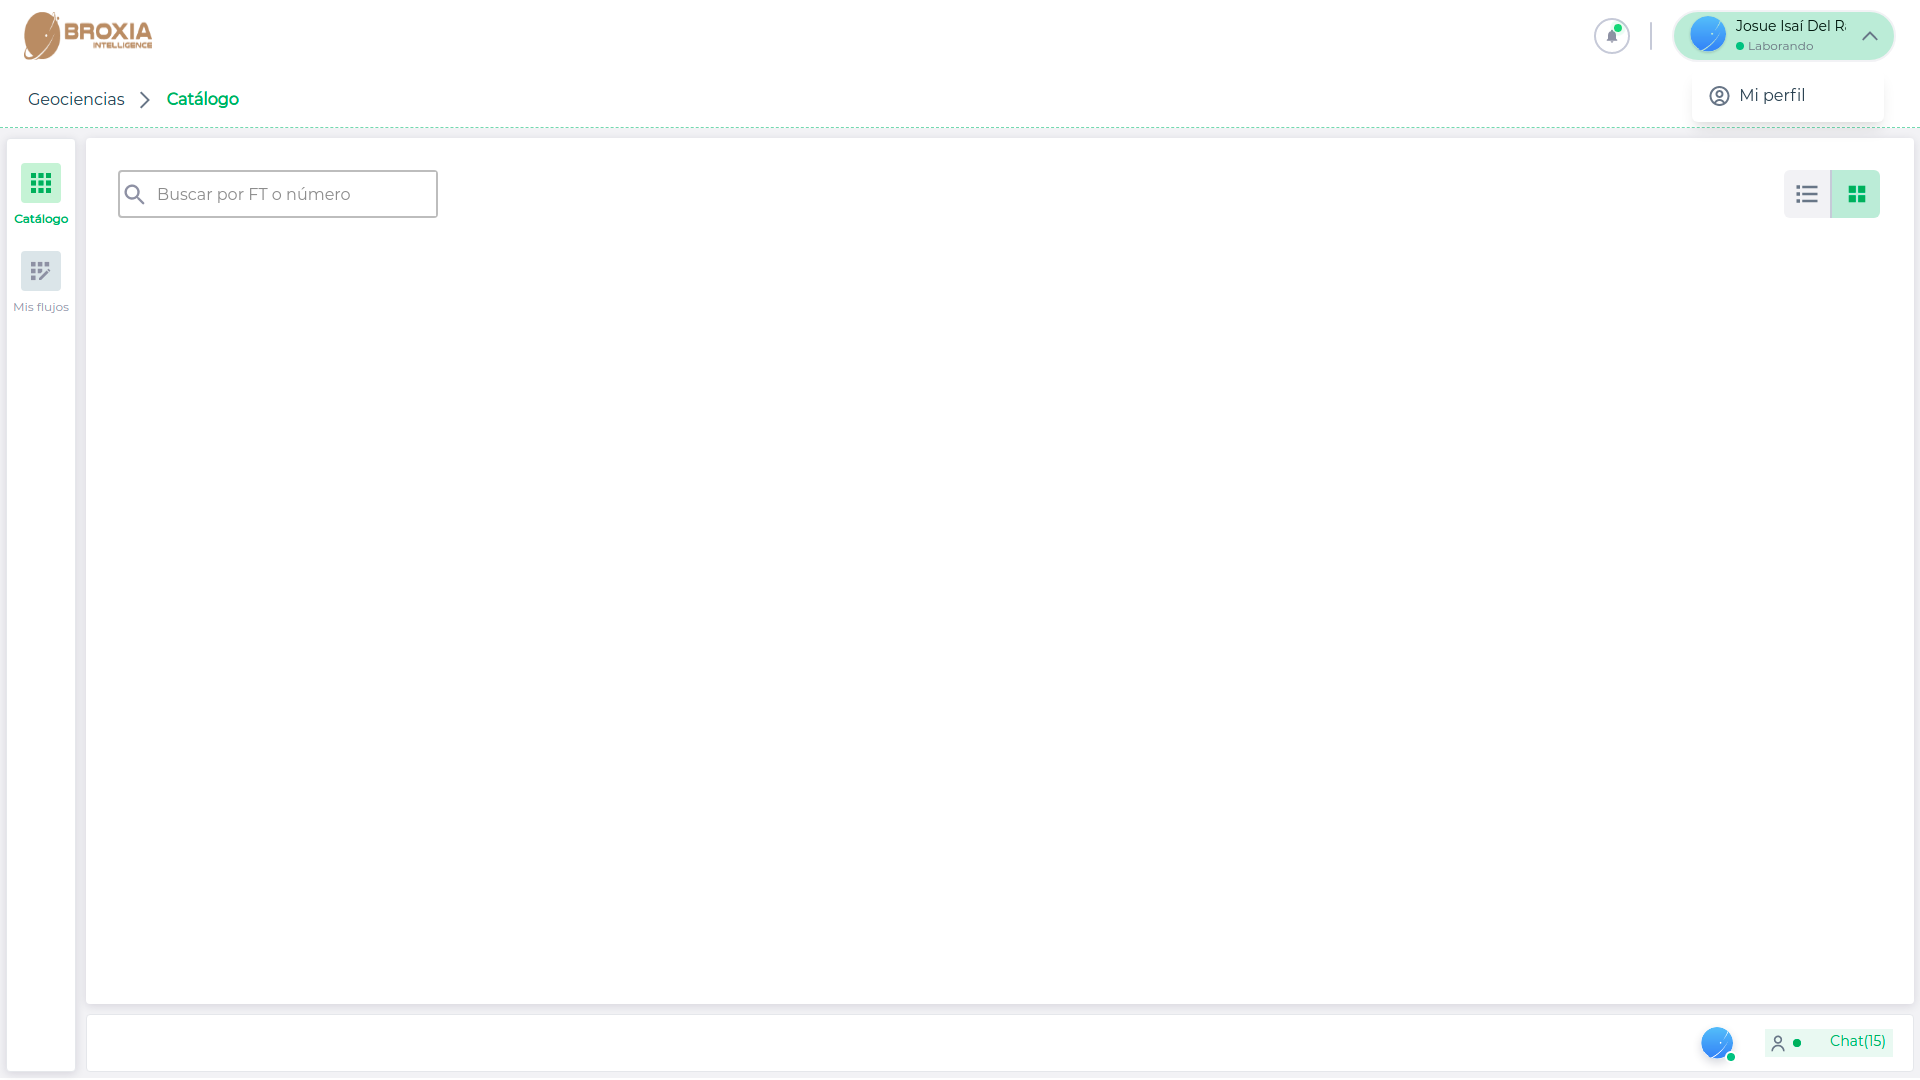 BROXIA
INTELLIGENCE
Josue Isaí Del R
Laborando
Geociencias
Catálogo
Mi perfil
Catálogo
Buscar por FT o número
Mis flujos
Chat(15)